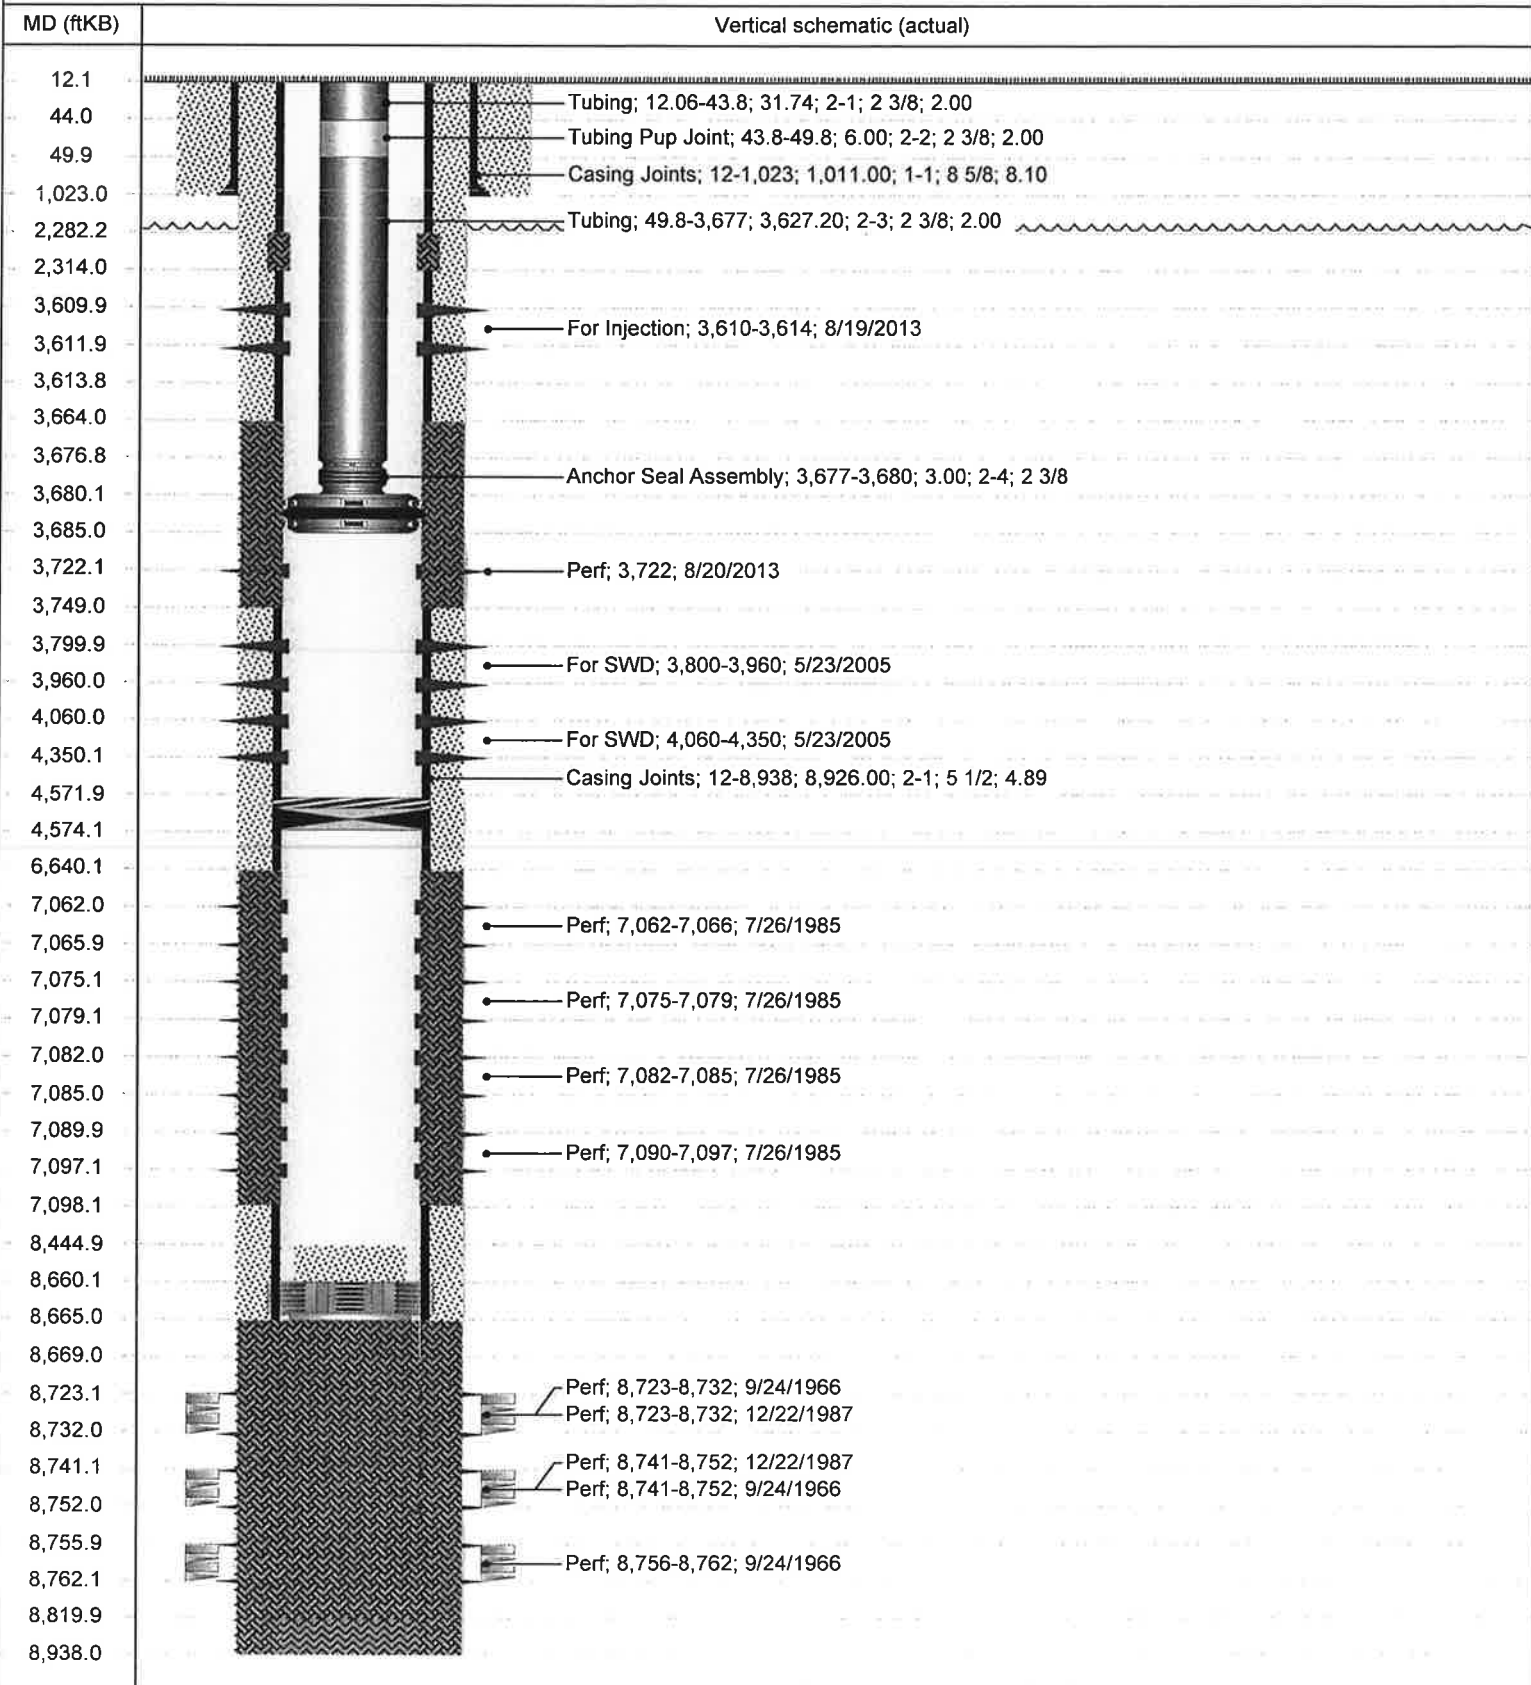 MD (ftKB)
Vertical schematic (actual)
12.1
Tubing; 12.06-43.8; 31.74; 2-1; 2 3/8; 2.00
44.0
Tubing Pup Joint; 43.8-49.8; 6.00; 2-2; 2 3/8; 2.00
49.9
Casing Joints; 12-1,023; 1,011.00; 1-1; 8 5/8; 8.10
1,023.0
Tubing; 49.8-3,677; 3,627.20; 2-3; 2 3/8; 2.00
2,282.2
2,314.0
3,609.9
For Injection; 3,610-3,614; 8/19/2013
3,611.9
3,613.8
3,664.0
3,676.8
Anchor Seal Assembly; 3,677-3,680; 3.00; 2-4; 2 3/8
3,680.1
3,685.0
3,722.1
Perf; 3,722; 8/20/2013
3,749.0
3,799.9
For SWD; 3,800-3,960; 5/23/2005
3,960.0
4,060.0
For SWD; 4,060-4,350; 5/23/2005
4,350.1
Casing Joints; 12-8,938; 8,926.00; 2-1; 5 1/2; 4.89
4,571.9
4,574.1
6,640.1
7,062.0
Perf; 7,062-7,066; 7/26/1985
7,065.9
7,075.1
Perf; 7,075-7,079; 7/26/1985
7,079.1
7,082.0
Perf; 7,082-7,085; 7/26/1985
7,085.0
7,089.9
Perf; 7,090-7,097; 7/26/1985
7,097.1
7,098.1
8,444.9
8,660.1
8,665.0
8,669.0
Perf; 8,723-8,732; 9/24/1966
8,723.1
Perf; 8,723-8,732; 12/22/1987
8,732.0
Perf; 8,741-8,752; 12/22/1987
8,741.1
Perf; 8,741-8,752; 9/24/1966
8,752.0
8,755.9
Perf; 8,756-8,762; 9/24/1966
8,762.1
8,819.9
8,938.0